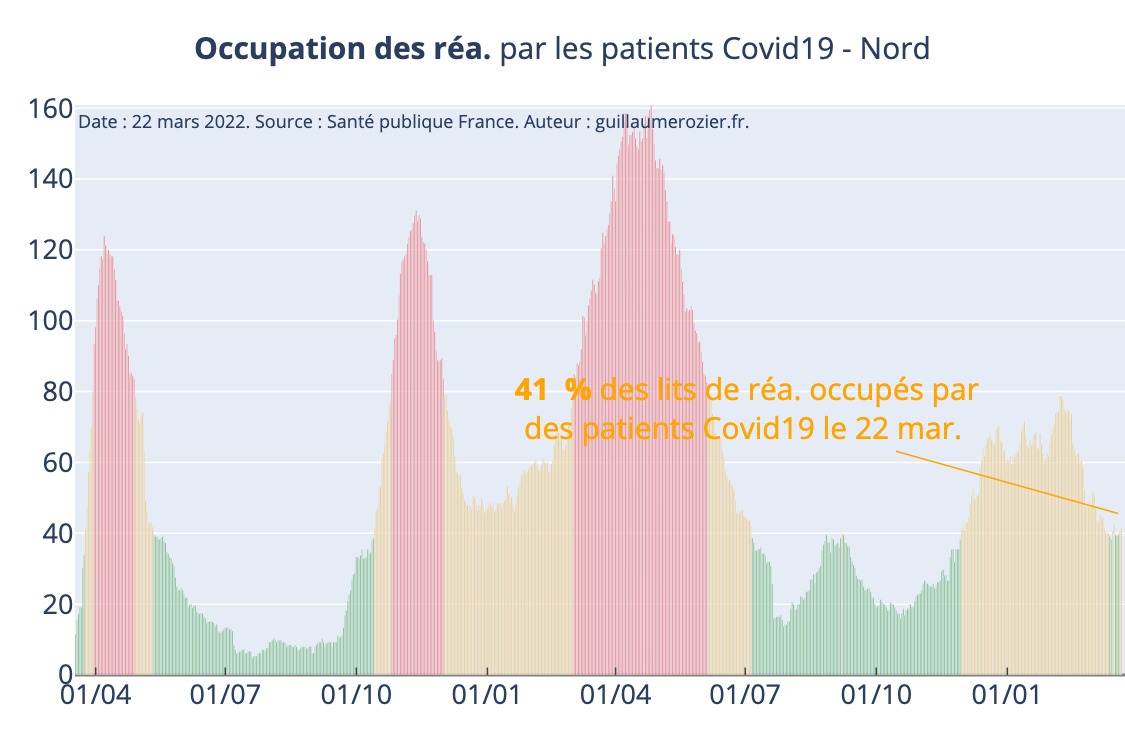 Occupation des réa. par les patients Covid19 - Nord
160
Date : 22 mars 2022. Source : Santé publique France. Auteur : guillaumerozier.fr.
140
120
100
80
41 % des lits de réa. occupés par
des patients Covid19 le 22 mar.
60
40
20
0
01/04 01/07 01/10 01/01 01/04 01/07 01/10 01/01